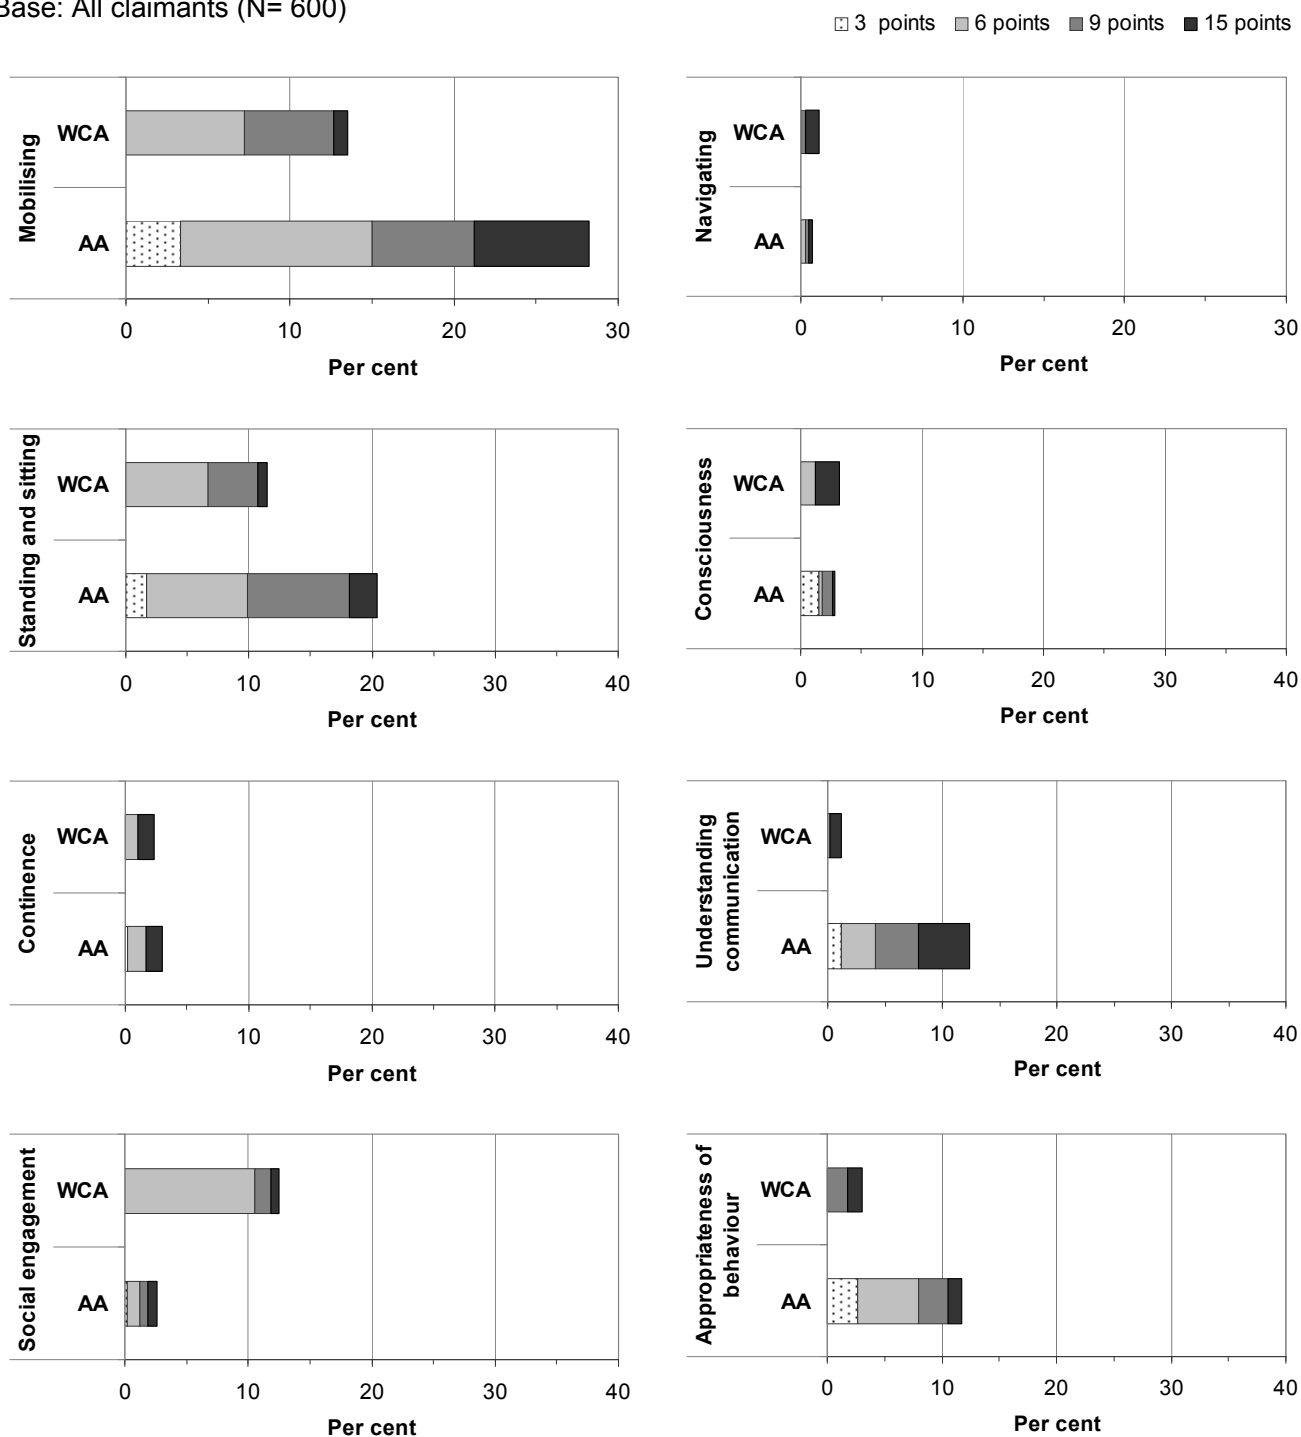 Base: All claimants (N= 600)
3 points 6 points 9 points 15 points
Mobilising
WCA
AA
0 10 20 30
Per cent
Navigating
WCA
AA
0 10 20 30
Per cent
Standing and sitting
WCA
AA
0 10 20 30 40
Per cent
Consciousness
WCA
AA
0 10 20 30 40
Per cent
Continence
WCA
AA
0 10 20 30 40
Per cent
Understanding
communication
WCA
AA
0 10 20 30 40
Per cent
Social engagement
WCA
AA
0 10 20 30 40
Per cent
Appropriateness of
behaviour
WCA
AA
0 10 20 30 40
Per cent